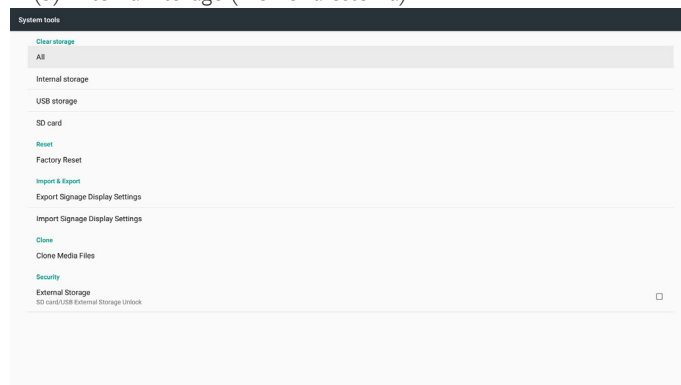 System tools
Clear storage
All
Internal storage
USB storage
SD card
Reset
Factory Reset
Import & Export
Export Signage Display Settings
Import Signage Display Settings
Clone
Clone Media Files
Security
External Storage
SD card/USB External Storage Unlock